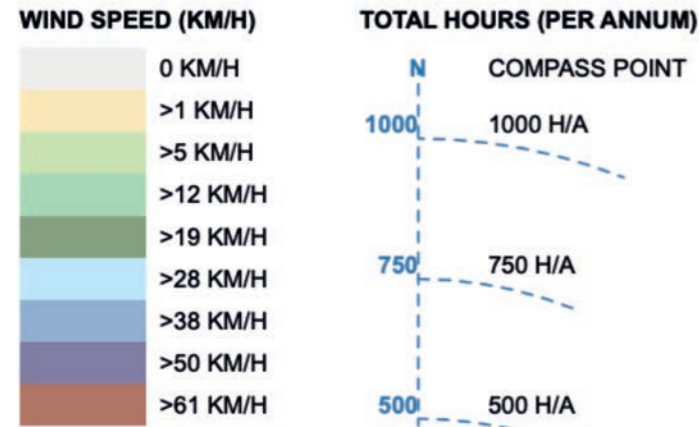 WIND SPEED (KM/H)
0 KM/H
>1 KM/H
>5 KM/H
>12 KM/H
>19 KM/H
>28 KM/H
>38 KM/H
>50 KM/H
>61 KM/H
TOTAL HOURS (PER ANNUM)
N COMPASS POINT
1000 1000 H/A
750 750 H/A
500 500 H/A